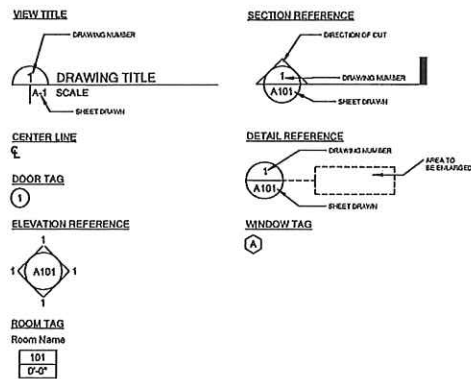 VIEW TITLE
DRAWING NUMBER
1
DRAWING TITLE
A-1
SCALE
SHEET DRAWN
CENTER LINE
℄
DOOR TAG
1
ELEVATION REFERENCE
1
1
A101
1
1
ROOM TAG
Room Name
101
0'-0"
SECTION REFERENCE
DIRECTION OF CUT
1
DRAWING NUMBER
A101
SHEET DRAWN
DETAIL REFERENCE
DRAWING NUMBER
1
A101
AREA TO
BE ENLARGED
SHEET DRAWN
WINDOW TAG
A